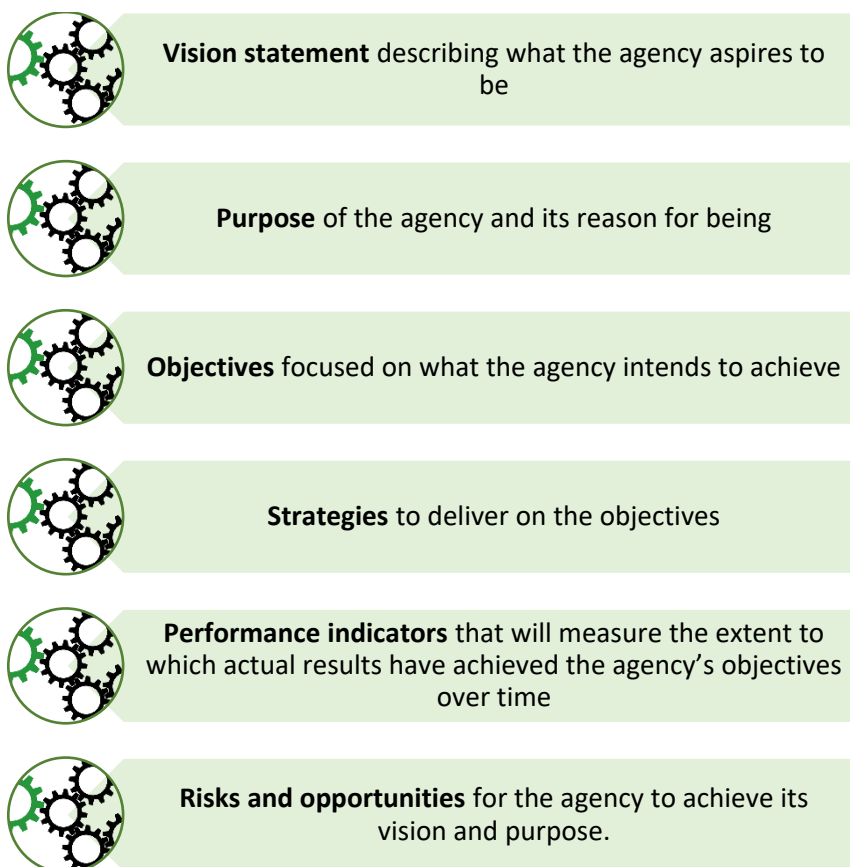 Vision statement describing what the agency aspires to
be
Purpose of the agency and its reason for being
Objectives focused on what the agency intends to achieve
Strategies to deliver on the objectives
Performance indicators that will measure the extent to
which actual results have achieved the agency’s objectives
over time
Risks and opportunities for the agency to achieve its
vision and purpose.